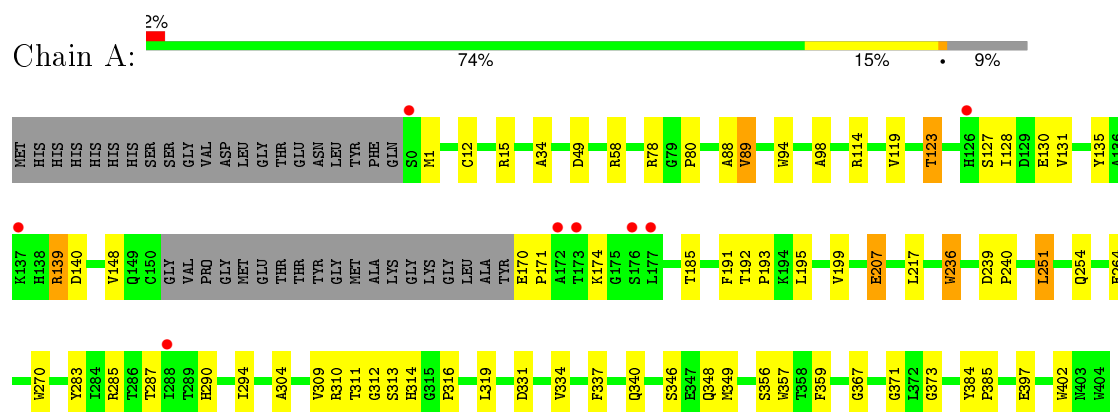 2%
Chain A:
74% 15% • 9%
MET HIS HIS HIS HIS HIS HIS SER SER GLY VAL ASP LEU GLY THR GLU ASN LEU TYR PHE GLN S0 M1 C12 R15 A34 D49 R58 R78 G79 P80 A88 V89 W94 A98 R114 V119 T123 H126 S127 I128 D129 E130 V131 Y135 A136
K137 H138 R139 D140 V148 Q149 C150 GLY VAL PRO GLY MET GLU THR THR TYR GLY MET ALA LYS GLY LYS GLY LEU ALA TYR E170 P171 A172 T173 K174 G175 S176 L177 T185 F191 T192 P193 K194 L195 V199 E207 L217 W236 D239 P240 L251 Q254
W270 Y283 I284 R285 T286 T287 I288 T289 H290 I294 A304 V309 R310 T311 G312 S313 H314 G315 P316 L319 D331 V334 F337 Q340 S346 E347 Q348 M349 S356 W357 T358 F359 G367 G371 L372 G373 Y384 P385 E397 W402 N403 W404